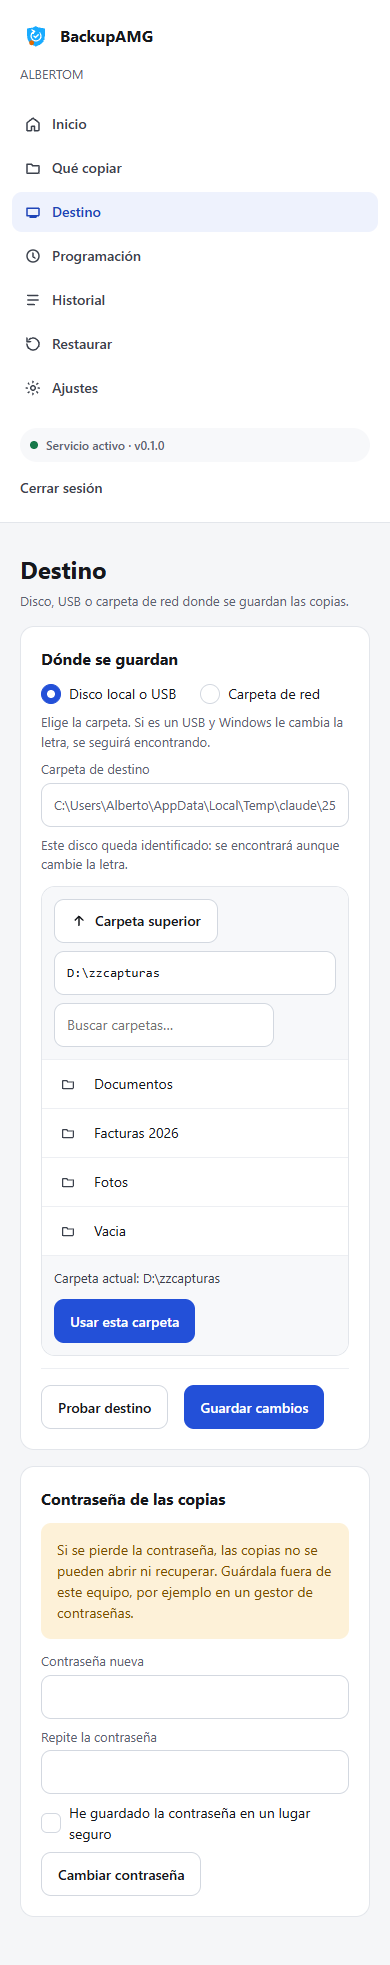 BackupAMG
ALBERTOM
Inicio
Qué copiar
Destino
Programación
Historial
Restaurar
Ajustes
Servicio activo · v0.1.0
Cerrar sesión
Destino
Disco, USB o carpeta de red donde se guardan las copias.
Dónde se guardan
Disco local o USB
Carpeta de red
Elige la carpeta. Si es un USB y Windows le cambia la
letra, se seguirá encontrando.
Carpeta de destino
C:\Users\Alberto\AppData\Local\Temp\claude\25
Este disco queda identificado: se encontrará aunque
cambie la letra.
Carpeta superior
D:\zzcapturas
Buscar carpetas...
Documentos
Facturas 2026
Fotos
Vacia
Carpeta actual: D:\zzcapturas
Usar esta carpeta
Probar destino
Guardar cambios
Contraseña de las copias
Si se pierde la contraseña, las copias no se
pueden abrir ni recuperar. Guárdala fuera de
este equipo, por ejemplo en un gestor de
contraseñas.
Contraseña nueva
Repite la contraseña
He guardado la contraseña en un lugar
seguro
Cambiar contraseña